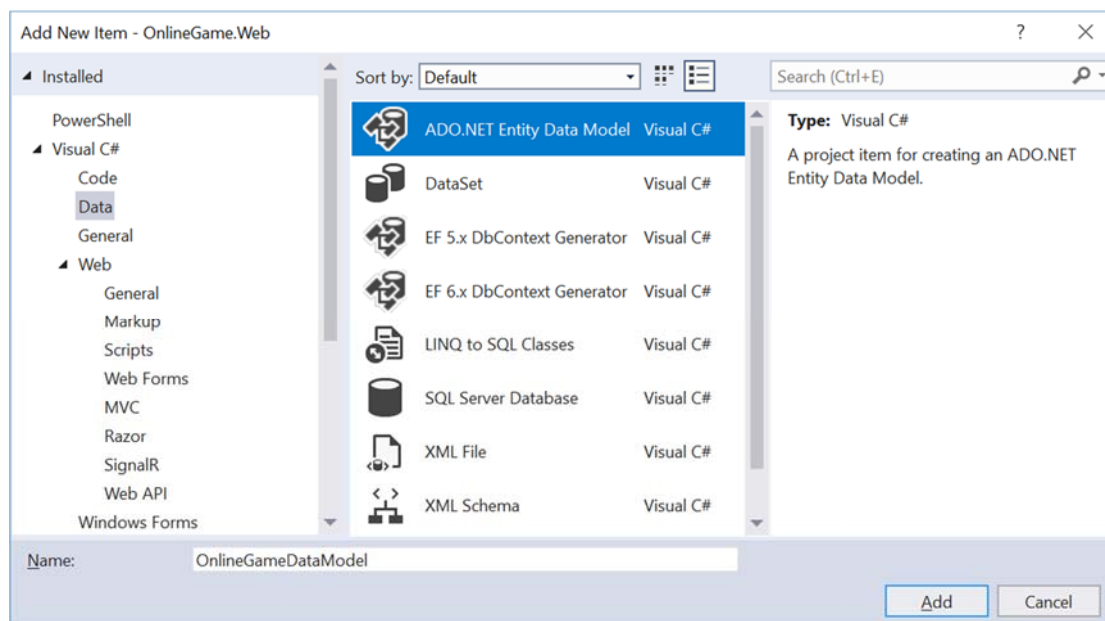 Add New Item - OnlineGame.Web
?
Installed
PowerShell
Visual C#
Code
Data
General
Web
General
Markup
Scripts
Web Forms
MVC
Razor
SignalR
Web API
Windows Forms
Sort by: Default
ADO.NET Entity Data Model Visual C#
DataSet Visual C#
EF 5.x DbContext Generator Visual C#
EF 6.x DbContext Generator Visual C#
LINQ to SQL Classes Visual C#
SQL Server Database Visual C#
XML File Visual C#
XML Schema Visual C#
Search (Ctrl+E)
Type: Visual C#
A project item for creating an ADO.NET
Entity Data Model.
Name: OnlineGameDataModel
Add Cancel